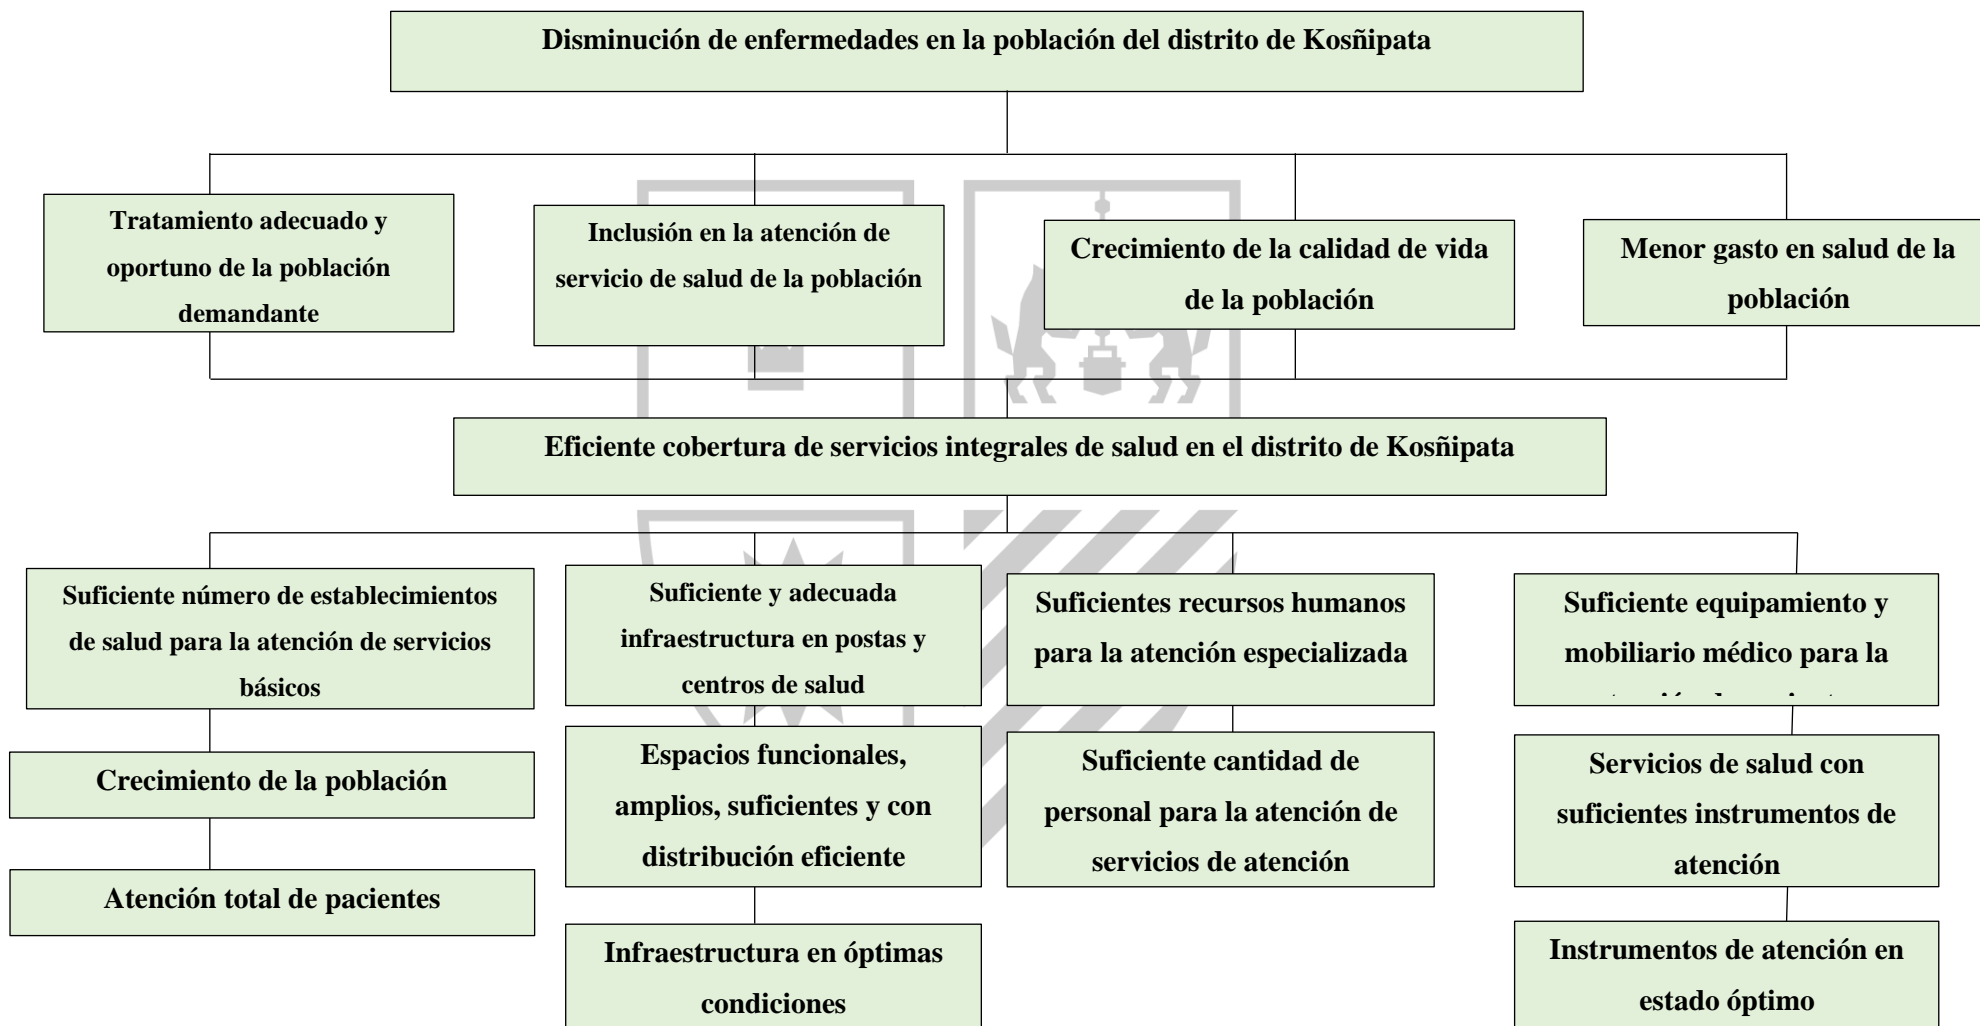 Disminución de enfermedades en la población del distrito de Kosñipata
Tratamiento adecuado y
oportuno de la población
demandante
Inclusión en la atención de
servicio de salud de la población
Crecimiento de la calidad de vida
de la población
Menor gasto en salud de la
población
Eficiente cobertura de servicios integrales de salud en el distrito de Kosñipata
Suficiente número de establecimientos
de salud para la atención de servicios
básicos
Suficiente y adecuada
infraestructura en postas y
centros de salud
Suficientes recursos humanos
para la atención especializada
Suficiente equipamiento y
mobiliario médico para la
Crecimiento de la población
Espacios funcionales,
amplios, suficientes y con
distribución eficiente
Suficiente cantidad de
personal para la atención de
servicios de atención
Servicios de salud con
suficientes instrumentos de
atención
Atención total de pacientes
Infraestructura en óptimas
condiciones
Instrumentos de atención en
estado óptimo